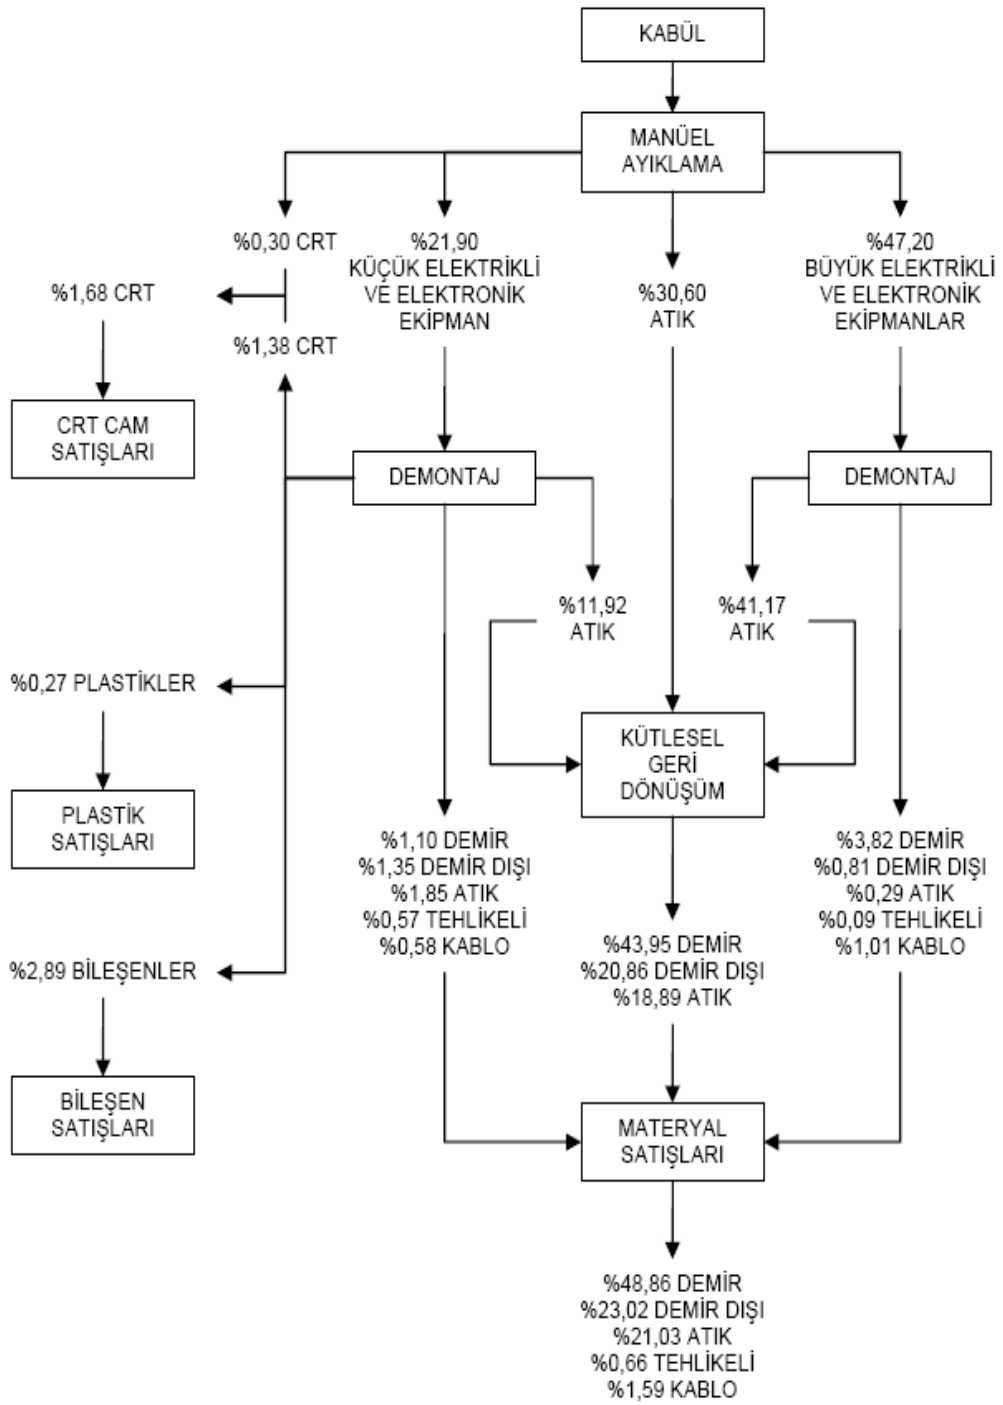 KABÜL
MANÜEL
AYIKLAMA
%0,30 CRT
%21,90
KÜÇÜK ELEKTRİKLİ
VE ELEKTRONİK
EKİPMAN
%30,60
ATIK
%47,20
BÜYÜK ELEKTRİKLİ
VE ELEKTRONİK
EKİPMANLAR
%1,68 CRT
%1,38 CRT
CRT CAM
SATIŞLARI
DEMONTAJ
DEMONTAJ
%11,92
ATIK
%41,17
ATIK
%0,27 PLASTİKLER
KÜTLESEL
GERİ
DÖNÜŞÜM
PLASTİK
SATIŞLARI
%1,10 DEMİR
%1,35 DEMİR DIŞI
%1,85 ATIK
%0,57 TEHLİKELİ
%0,58 KABLO
%3,82 DEMİR
%0,81 DEMİR DIŞI
%0,29 ATIK
%0,09 TEHLİKELİ
%1,01 KABLO
%43,95 DEMİR
%20,86 DEMİR DIŞI
%18,89 ATIK
%2,89 BİLEŞENLER
BİLEŞEN
SATIŞLARI
MATERYAL
SATIŞLARI
%48,86 DEMİR
%23,02 DEMİR DIŞI
%21,03 ATIK
%0,66 TEHLİKELİ
%1,59 KABLO